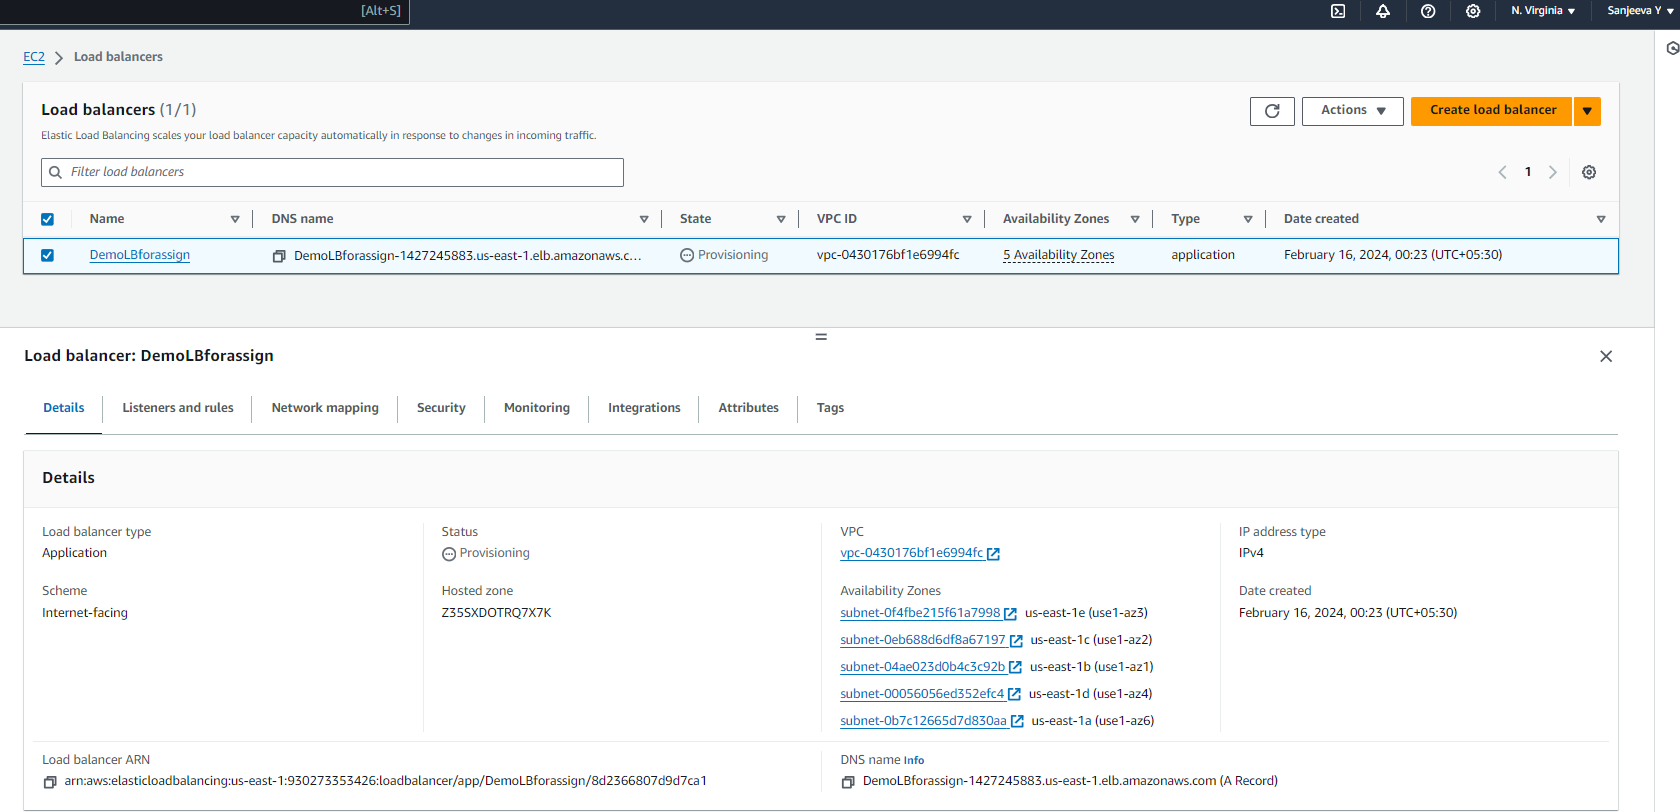 [Alt+S] N. Virginia Sanjeeva Y
EC2 Load balancers
Load balancers (1/1) Actions Create load balancer
Elastic Load Balancing scales your load balancer capacity automatically in response to changes in incoming traffic.
Filter load balancers 1
Name DNS name State VPC ID Availability Zones Type Date created
DemoLBforassign DemoLBforassign-1427245883.us-east-1.elb.amazonaws.c... Provisioning vpc-0430176bf1e6994fc 5 Availability Zones application February 16, 2024, 00:23 (UTC+05:30)
Load balancer: DemoLBforassign
Details Listeners and rules Network mapping Security Monitoring Integrations Attributes Tags
Details
Load balancer type Status VPC IP address type
Application Provisioning vpc-0430176bf1e6994fc IPv4
Scheme Hosted zone Availability Zones Date created
Internet-facing Z35SXDOTRQ7X7K subnet-0f4fbe215f61a7998 us-east-1e (use1-az3) February 16, 2024, 00:23 (UTC+05:30)
subnet-0eb688d6df8a67197 us-east-1c (use1-az2)
subnet-04ae023d0b4c3c92b us-east-1b (use1-az1)
subnet-00056056ed352efc4 us-east-1d (use1-az4)
subnet-0b7c12665d7d830aa us-east-1a (use1-az6)
Load balancer ARN DNS name Info
arn:aws:elasticloadbalancing:us-east-1:930273353426:loadbalancer/app/DemoLBforassign/8d2366807d9d7ca1 DemoLBforassign-1427245883.us-east-1.elb.amazonaws.com (A Record)